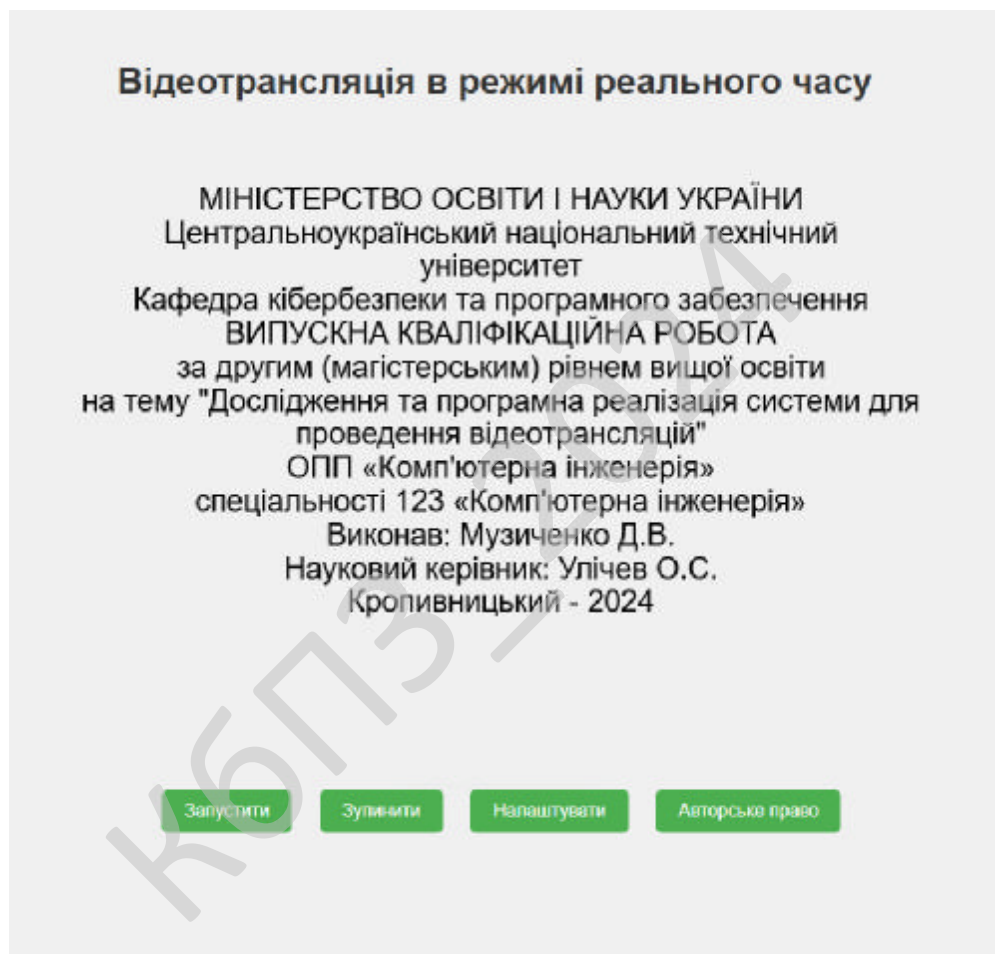 Відеотрансляція в режимі реального часу
МІНІСТЕРСТВО ОСВІТИ І НАУКИ УКРАЇНИ
Центральноукраїнський національний технічний
університет
Кафедра кібербезпеки та програмного забезпечення
ВИПУСКНА КВАЛІФІКАЦІЙНА РОБОТА
за другим (магістерським) рівнем вищої освіти
на тему "Дослідження та програмна реалізація системи для
проведення відеотрансляцій"
ОПП «Комп'ютерна інженерія»
спеціальності 123 «Комп'ютерна інженерія»
Виконав: Музиченко Д.В.
Науковий керівник: Улічев О.С.
Кропивницький - 2024
Запустити Зупинити Налаштувати Авторське право
КбПЗ_2024